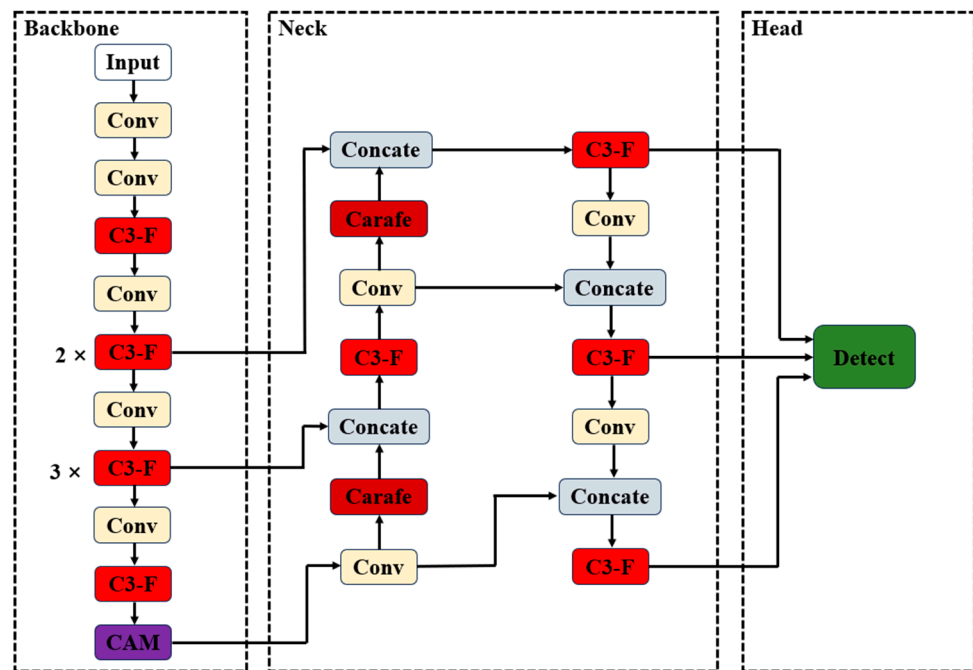 Backbone
Input
Conv
Conv
C3-F
Conv
2 × C3-F
Conv
3 × C3-F
Conv
C3-F
CAM
Neck
Concate
Carafe
Conv
C3-F
Concate
Carafe
Conv
C3-F
Conv
Concate
C3-F
Conv
Concate
C3-F
Head
Detect